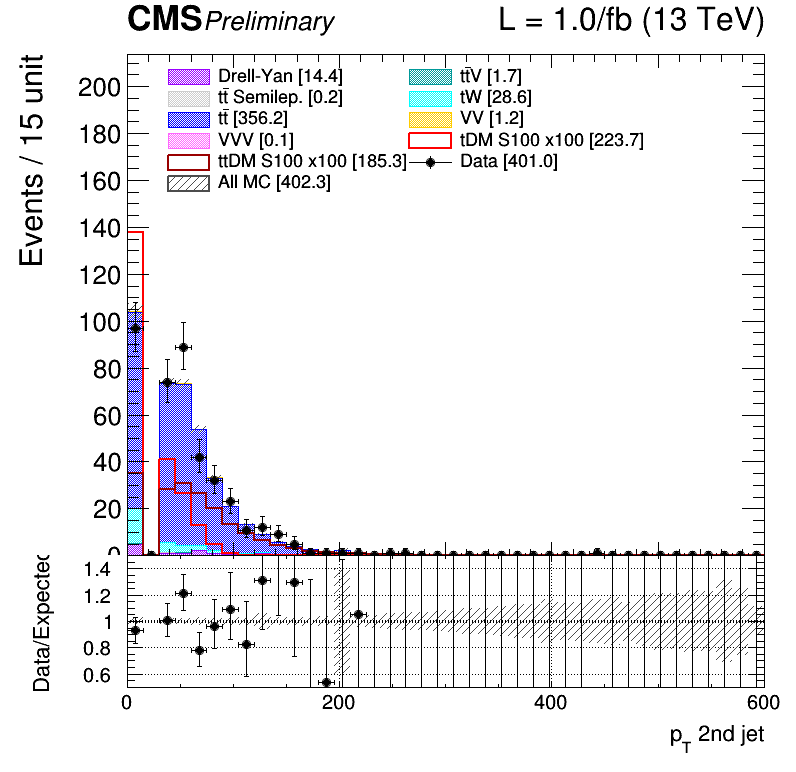 CMS Preliminary L = 1.0/fb (13 TeV)
Events / 15 unit
Drell-Yan [14.4]
tt̄V [1.7]
tt̄ Semilep. [0.2]
tW [28.6]
tt̄ [356.2]
VV [1.2]
VVV [0.1]
tDM S100 x100 [223.7]
ttDM S100 x100 [185.3]
Data [401.0]
All MC [402.3]
200
180
160
140
120
100
80
60
40
20
0
Data/Expected
1.4
1.2
1
0.8
0.6
0 200 400 600
p_T 2nd jet